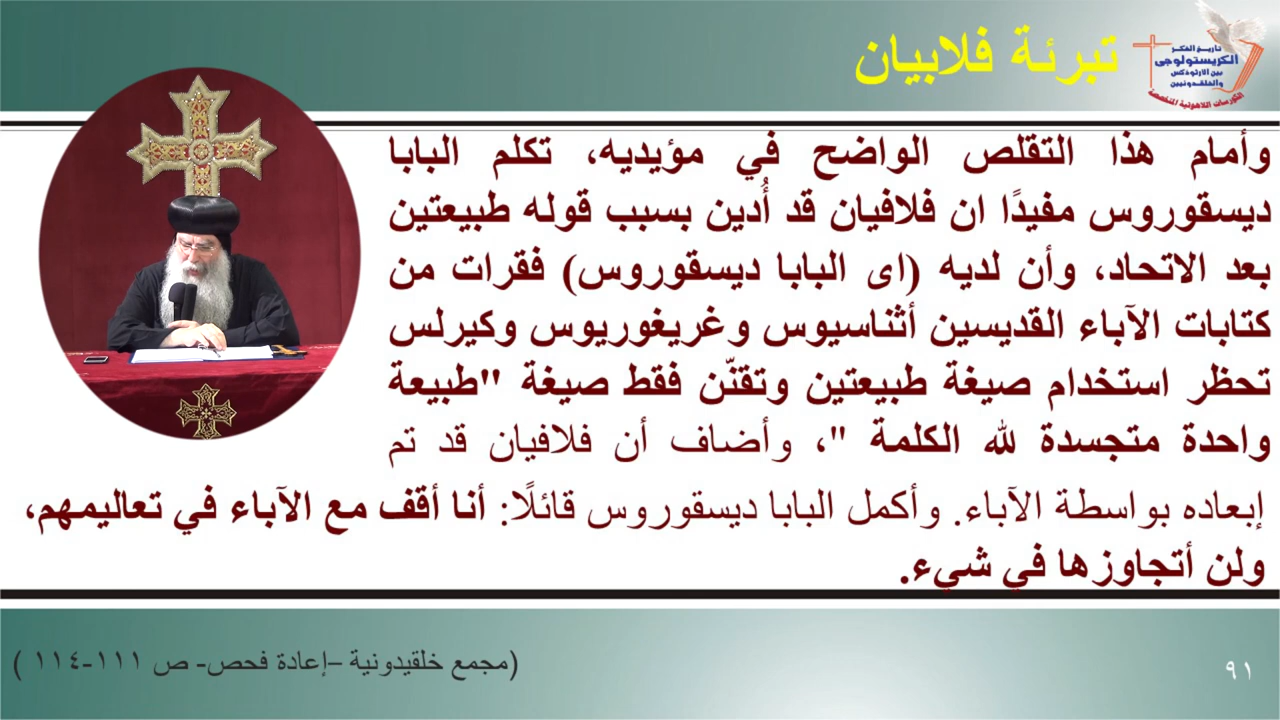 تبرئة فلابيان
تاريخ الفكر
الكريستولوجى
بين الارثوذكس
والخلقدونيين
الكورسات اللاهوتية المتخصصة
وأمام هذا التقلص الواضح في مؤيديه، تكلم البابا
ديسقوروس مفيدًا ان فلافيان قد أُدين بسبب قوله طبيعتين
بعد الاتحاد، وأن لديه (اى البابا ديسقوروس) فقرات من
كتابات الآباء القديسين أثناسيوس وغريغوريوس وكيرلس
تحظر استخدام صيغة طبيعتين وتقنّن فقط صيغة "طبيعة
واحدة متجسدة لله الكلمة "، وأضاف أن فلافيان قد تم
إبعاده بواسطة الآباء. وأكمل البابا ديسقوروس قائلًا: أنا أقف مع الآباء في تعاليمهم،
ولن أتجاوزها في شيء.
(مجمع خلقيدونية –إعادة فحص- ص ١١١-١١٤ )
٩١